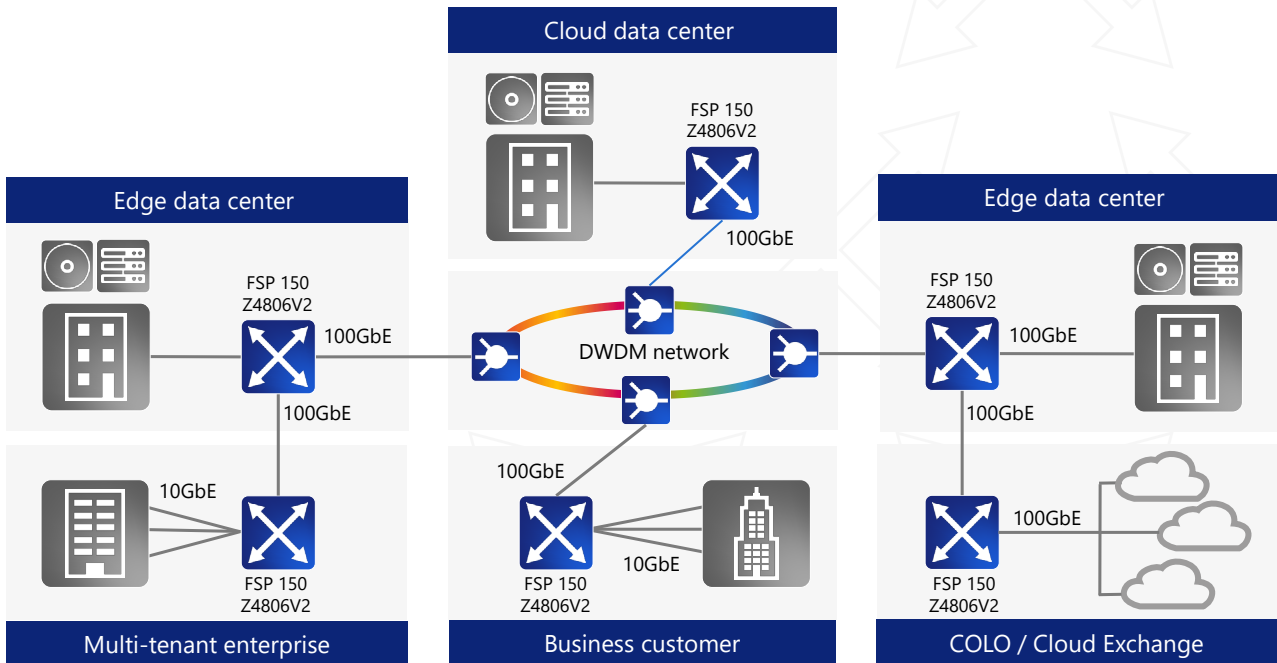 Cloud data center
FSP 150
Z4806V2
100GbE
Edge data center
FSP 150
Z4806V2
100GbE
100GbE
DWDM network
Edge data center
FSP 150
Z4806V2
100GbE
100GbE
10GbE
FSP 150
Z4806V2
Multi-tenant enterprise
100GbE
10GbE
FSP 150
Z4806V2
Business customer
100GbE
FSP 150
Z4806V2
COLO / Cloud Exchange